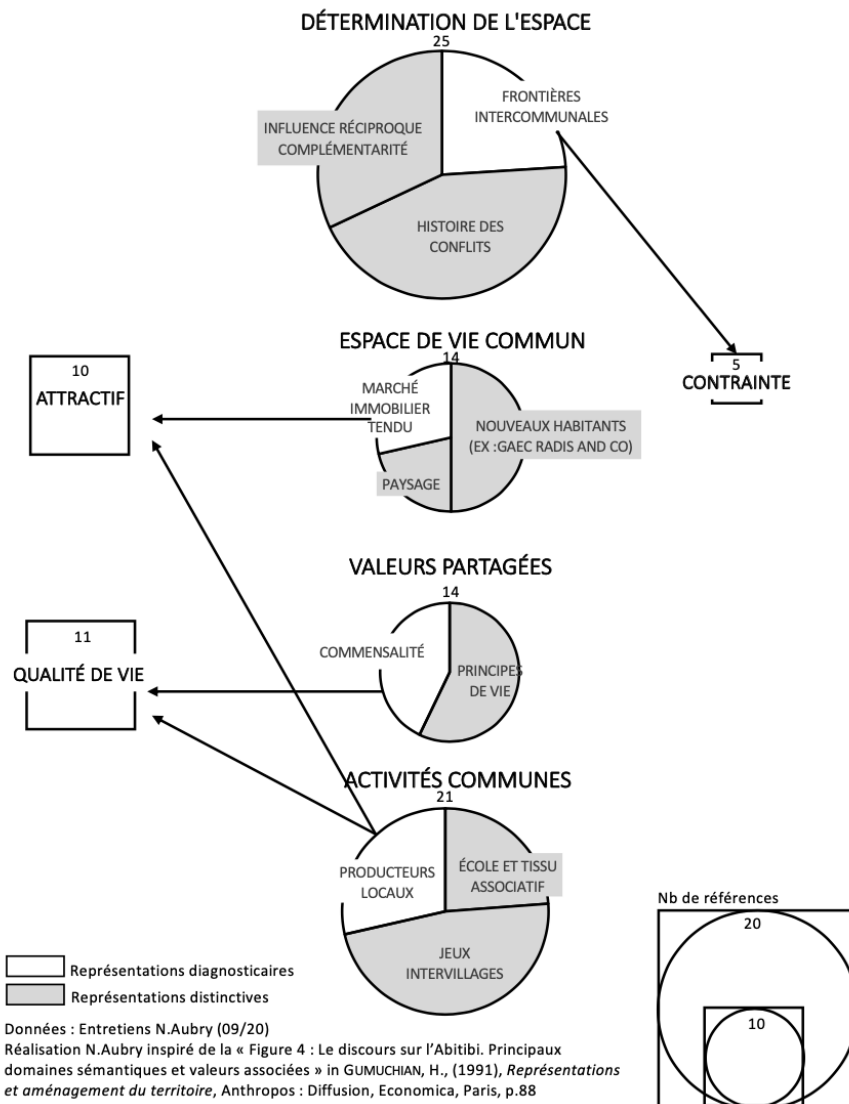 DÉTERMINATION DE L'ESPACE
25
FRONTIÈRES
INTERCOMMUNALES
INFLUENCE RÉCIPROQUE
COMPLÉMENTARITÉ
HISTOIRE DES
CONFLITS
ESPACE DE VIE COMMUN
14
10
ATTRACTIF
MARCHÉ
IMMOBILIER
TENDU
NOUVEAUX HABITANTS
(EX :GAEC RADIS AND CO)
PAYSAGE
5
CONTRAINTE
VALEURS PARTAGÉES
14
11
QUALITÉ DE VIE
COMMENSALITÉ
PRINCIPES
DE VIE
ACTIVITÉS COMMUNES
21
PRODUCTEURS
LOCAUX
ÉCOLE ET TISSU
ASSOCIATIF
JEUX
INTERVILLAGES
Nb de références
20
10
Représentations diagnosticaires
Représentations distinctives
Données : Entretiens N.Aubry (09/20)
Réalisation N.Aubry inspiré de la « Figure 4 : Le discours sur l'Abitibi. Principaux
domaines sémantiques et valeurs associées » in GUMUCHIAN, H., (1991), Représentations
et aménagement du territoire, Anthropos : Diffusion, Economica, Paris, p.88